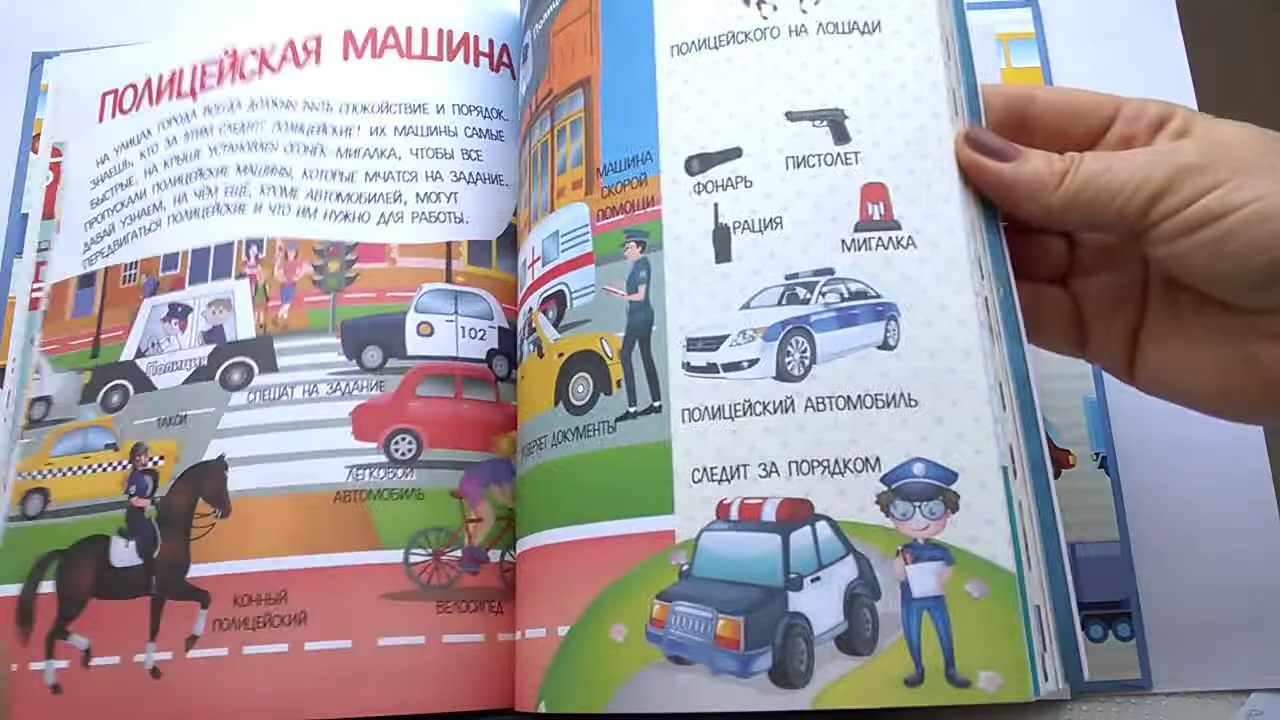 ПОЛИЦЕЙСКАЯ МАШИНА
НА УЛИЦАХ ГОРОДА ВСЕГДА ДОЛЖНЫ БЫТЬ СПОКОЙСТВИЕ И ПОРЯДОК.
ЗНАЕШЬ, КТО ЗА ЭТИМ СЛЕДИТ? ПОЛИЦЕЙСКИЕ! ИХ МАШИНЫ САМЫЕ
БЫСТРЫЕ, НА КРЫШЕ УСТАНОВЛЕН ОГОНЁК-МИГАЛКА, ЧТОБЫ ВСЕ
ПРОПУСКАЛИ ПОЛИЦЕЙСКИЕ МАШИНЫ, КОТОРЫЕ МЧАТСЯ НА ЗАДАНИЕ.
ДАВАЙ УЗНАЕМ, НА ЧЁМ ЕЩЁ, КРОМЕ АВТОМОБИЛЕЙ, МОГУТ
ПЕРЕДВИГАТЬСЯ ПОЛИЦЕЙСКИЕ И ЧТО ИМ НУЖНО ДЛЯ РАБОТЫ.
Полиция
102
СПЕШАТ НА ЗАДАНИЕ
ТАКСИ
ЛЕГКОВОЙ
АВТОМОБИЛЬ
КОННЫЙ
ПОЛИЦЕЙСКИЙ
ВЕЛОСИПЕД
МАШИНА
СКОРОЙ
ПОМОЩИ
ДОКУМЕНТЫ
ПОЛИЦЕЙСКОГО НА ЛОШАДИ
ПИСТОЛЕТ
ФОНАРЬ
РАЦИЯ
МИГАЛКА
ПОЛИЦЕЙСКИЙ АВТОМОБИЛЬ
СЛЕДИТ ЗА ПОРЯДКОМ